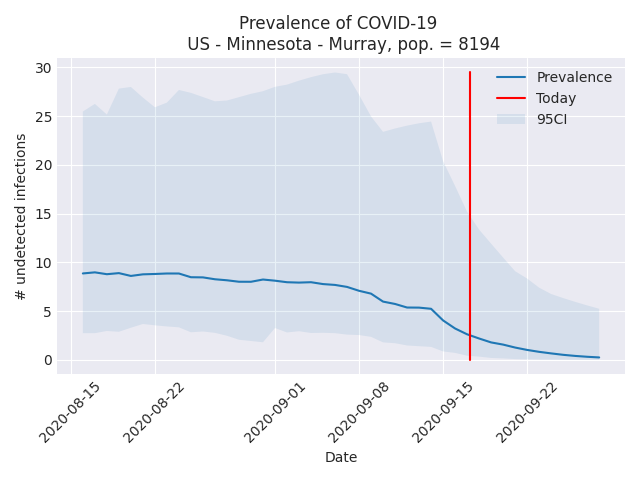 Prevalence of COVID-19
US - Minnesota - Murray, pop. = 8194
# undetected infections
30
25
20
15
10
5
0
Prevalence
Today
95CI
2020-08-15
2020-08-22
2020-09-01
2020-09-08
2020-09-15
2020-09-22
Date